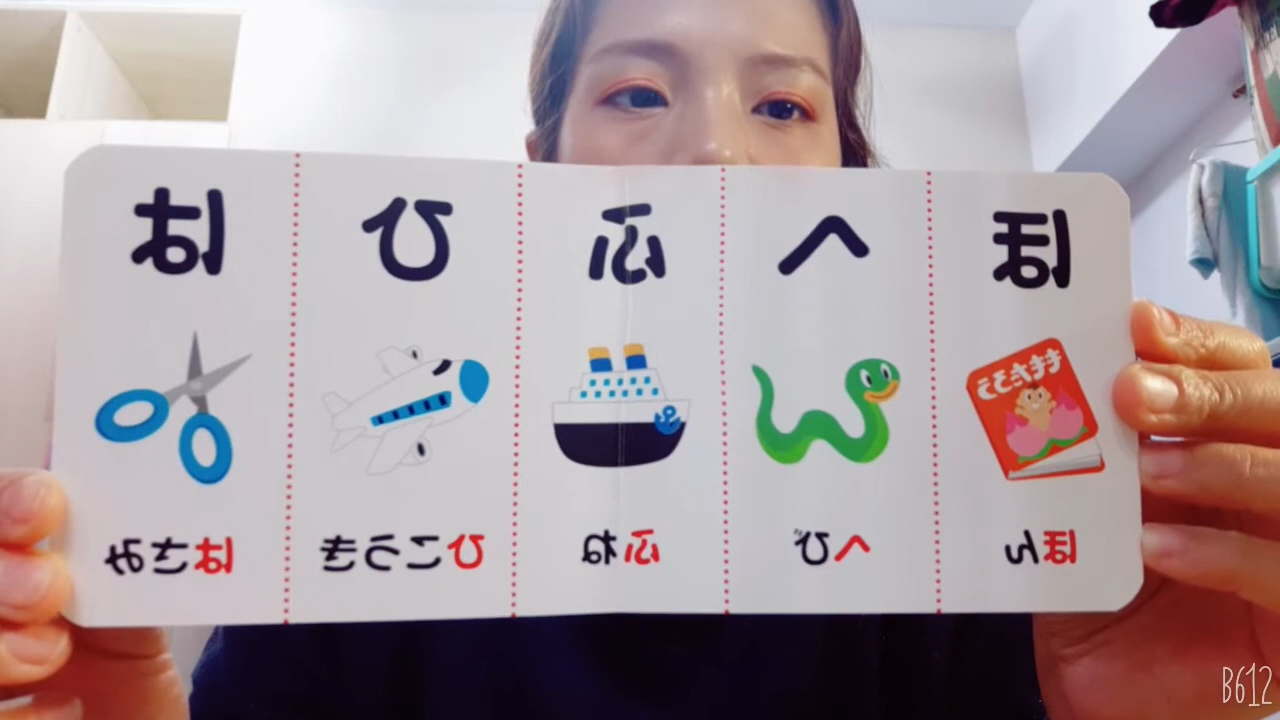 は ひ ふ へ ほ
ももたろう
はさみ ひこうき ふね へび ほん
B612